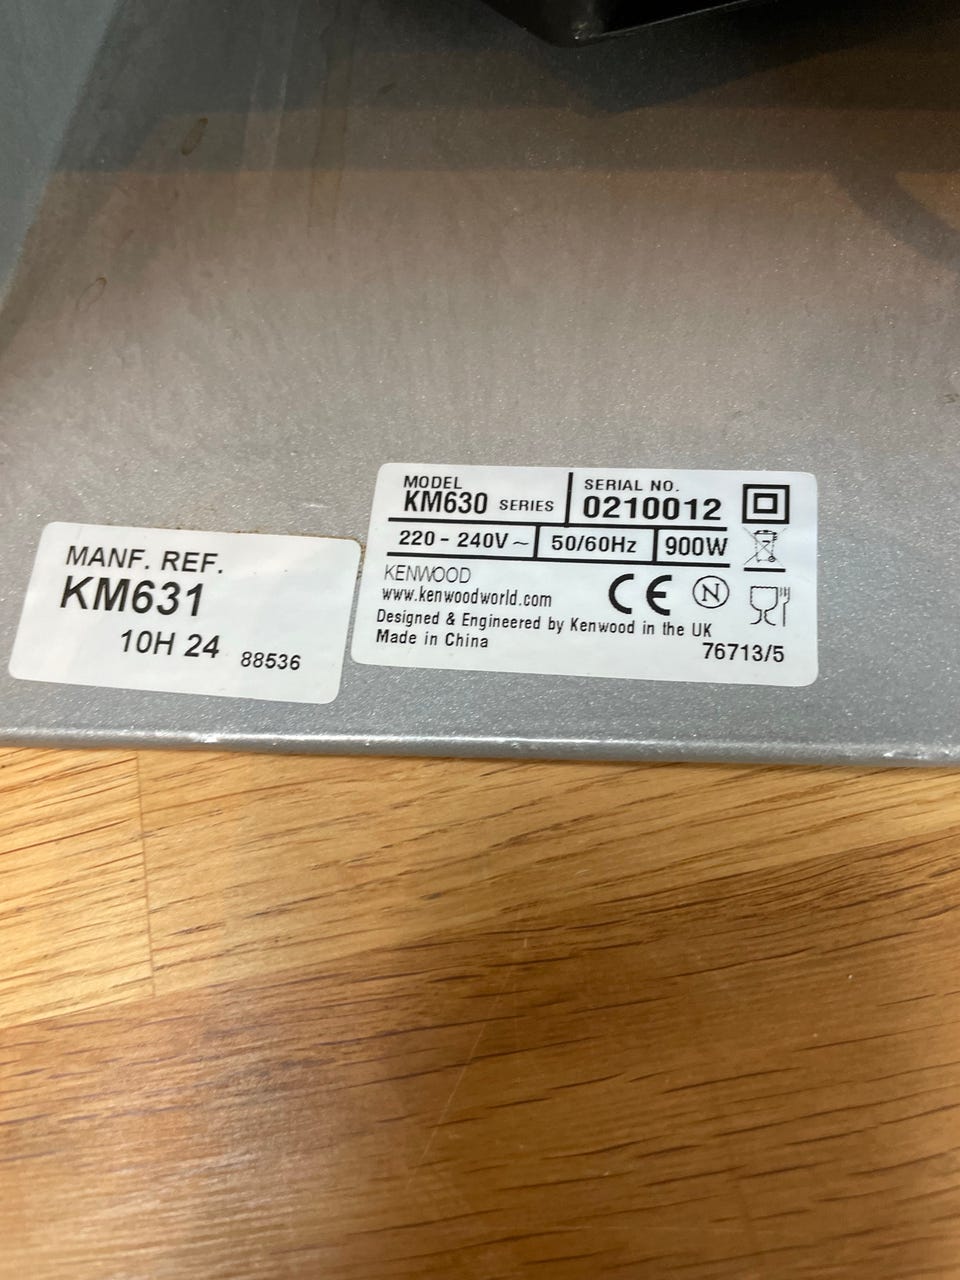 MANF. REF.
KM631
10H 24 88536
MODEL
KM630 SERIES
SERIAL NO.
0210012
220 - 240V ~ 50/60Hz 900W
KENWOOD
www.kenwoodworld.com
CE N
Designed & Engineered by Kenwood in the UK
Made in China
76713/5